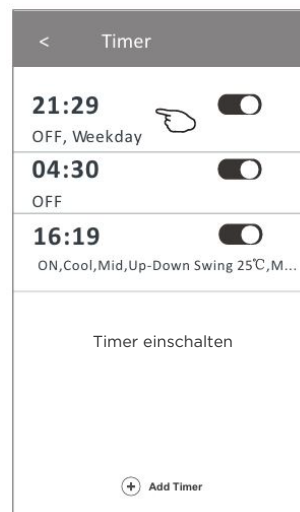 < Timer
21:29
OFF, Weekday
04:30
OFF
16:19
ON,Cool,Mid,Up-Down Swing 25℃,M...
Timer einschalten
+ Add Timer